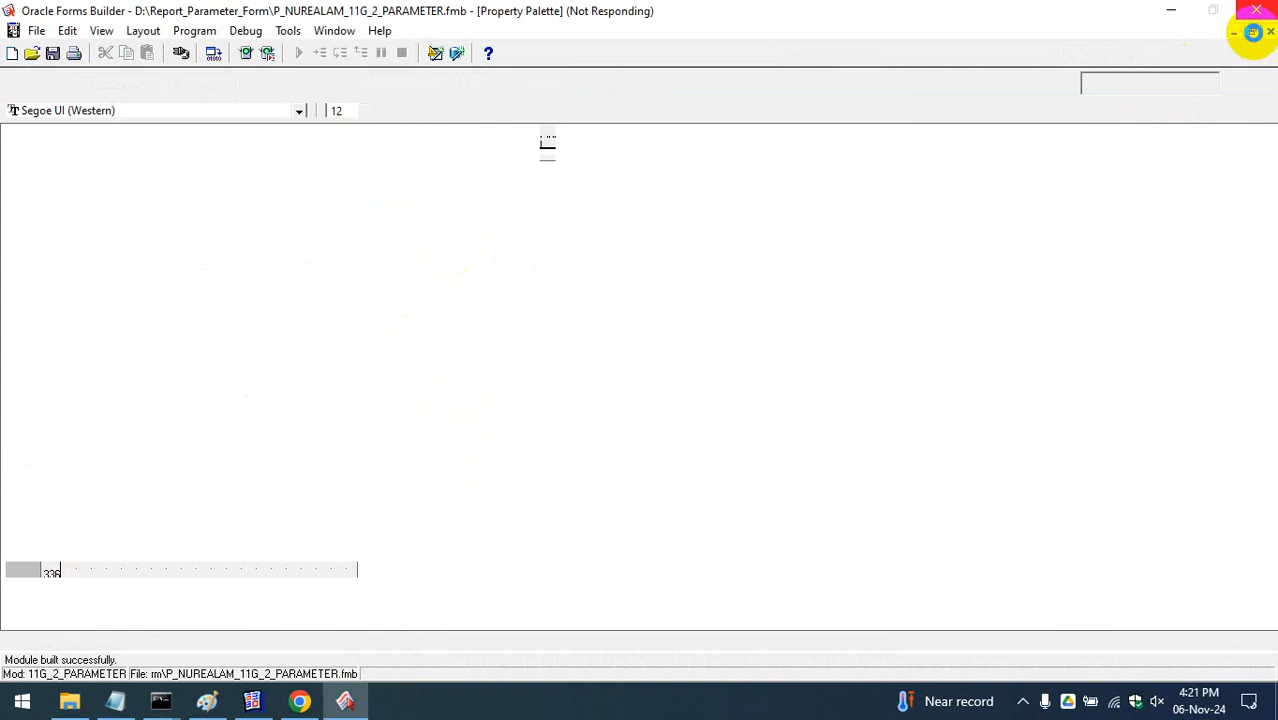 Oracle Forms Builder - D:\Report_Parameter_Form\P_NUREALAM_11G_2_PARAMETER.fmb - [Property Palette] (Not Responding)
File Edit View Layout Program Debug Tools Window Help
Segoe UI (Western) 12
336
Module built successfully.
Mod: 11G_2_PARAMETER File: rm\P_NUREALAM_11G_2_PARAMETER.fmb
Near record
4:21 PM
06-Nov-24